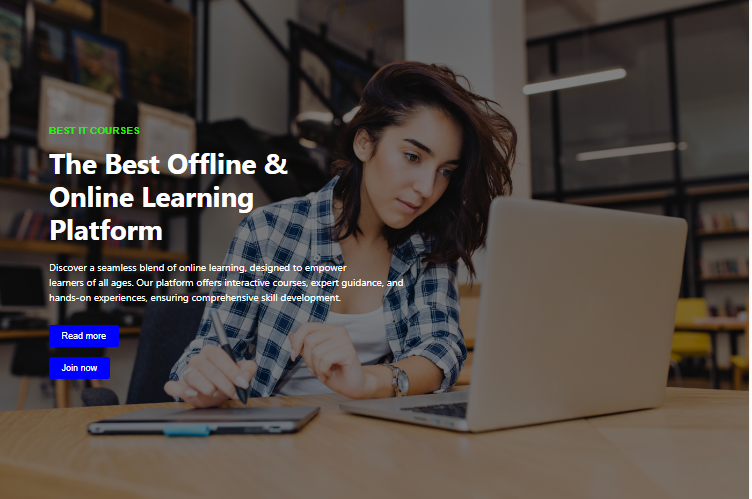 BEST IT COURSES
The Best Offline &
Online Learning
Platform
Discover a seamless blend of online learning, designed to empower
learners of all ages. Our platform offers interactive courses, expert guidance, and
hands-on experiences, ensuring comprehensive skill development.
Read more
Join now